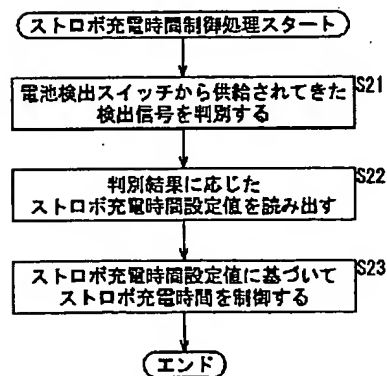 ストロボ充電時間制御処理スタート
S21
電池検出スイッチから供給されてきた
検出信号を判別する
S22
判別結果に応じた
ストロボ充電時間設定値を読み出す
S23
ストロボ充電時間設定値に基づいて
ストロボ充電時間を制御する
エンド